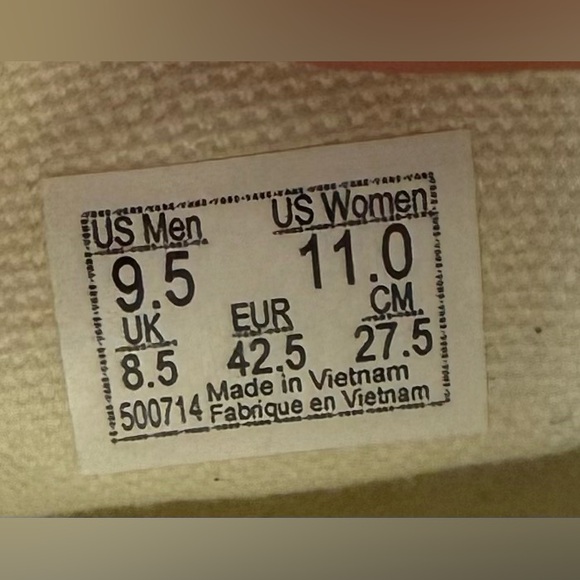 US Men US Women
9.5 11.0
UK EUR CM
8.5 42.5 27.5
Made in Vietnam
500714 Fabrique en Vietnam